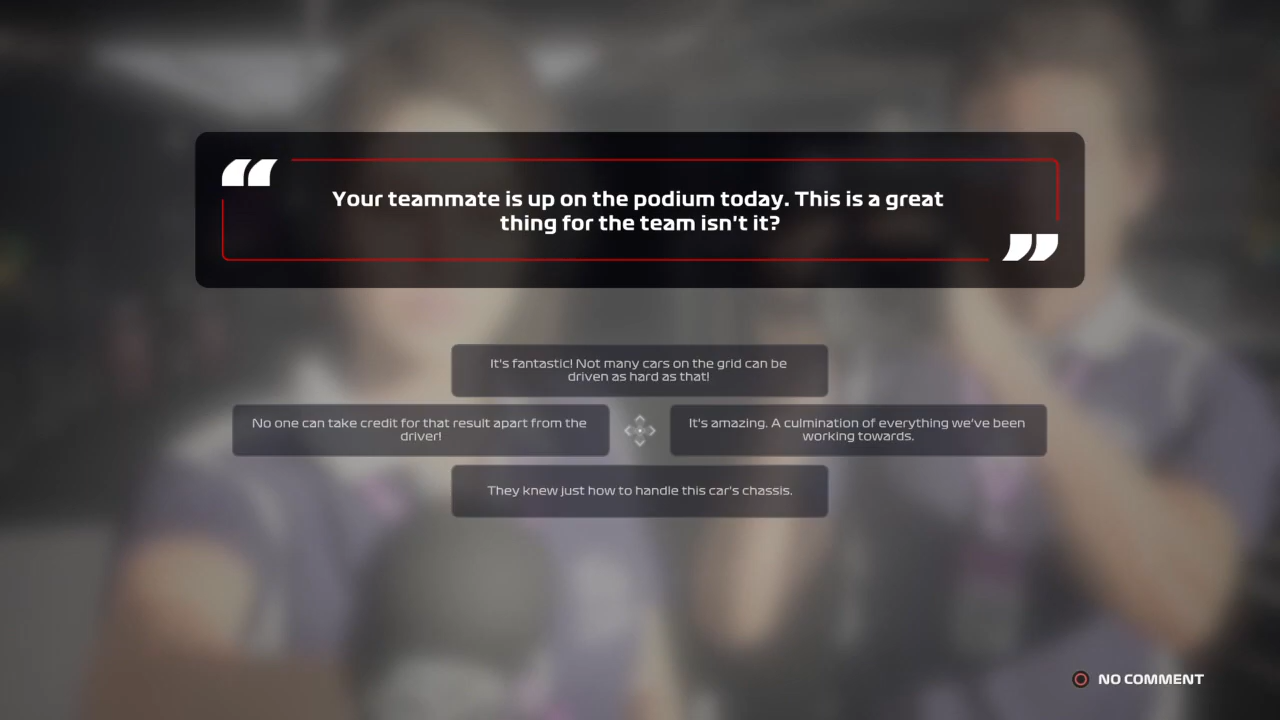 Your teammate is up on the podium today. This is a great
thing for the team isn't it?
It's fantastic! Not many cars on the grid can be
driven as hard as that!
No one can take credit for that result apart from the
driver!
It's amazing. A culmination of everything we've been
working towards.
They knew just how to handle this car's chassis.
NO COMMENT